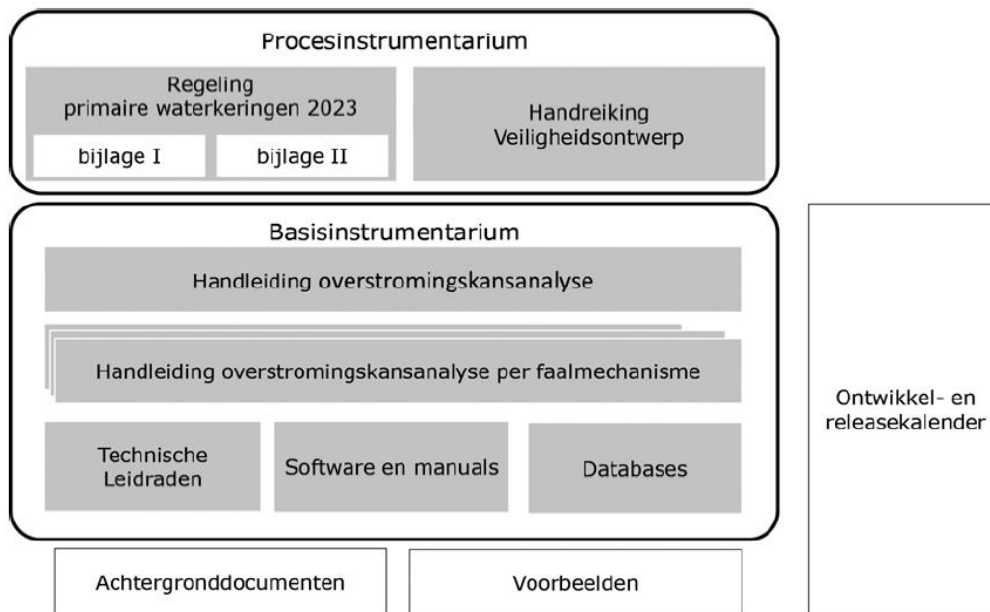 Procesinstrumentarium
Regeling
primaire waterkeringen 2023
bijlage I
bijlage II
Handreiking
Veiligheidsontwerp
Basisinstrumentarium
Handleiding overstromingskansanalyse
Handleiding overstromingskansanalyse per faalmechanisme
Technische
Leidraden
Software en manuals
Databases
Ontwikkel- en
releasekalender
Achtergronddocumenten
Voorbeelden